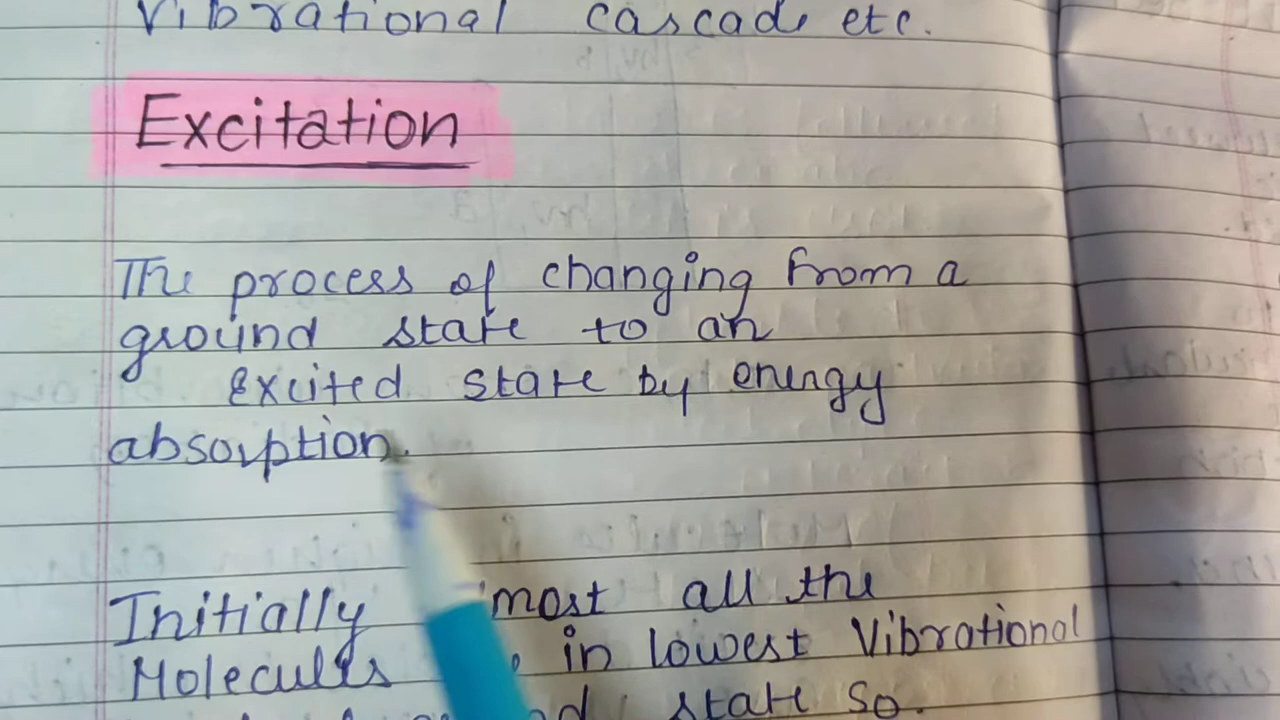 Vibrational cascade etc.
Excitation
The process of changing from a
ground state to an
excited state by energy
absorption.
Initially most all the
Molecules in lowest Vibrational
state so.